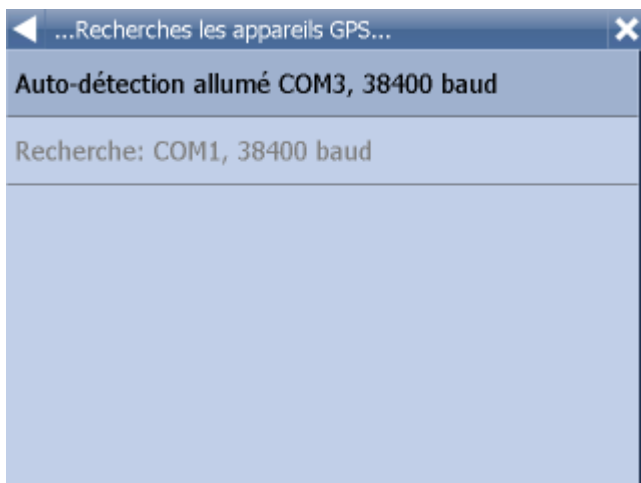 ...Recherches les appareils GPS...
Auto-détection allumé COM3, 38400 baud
Recherche: COM1, 38400 baud